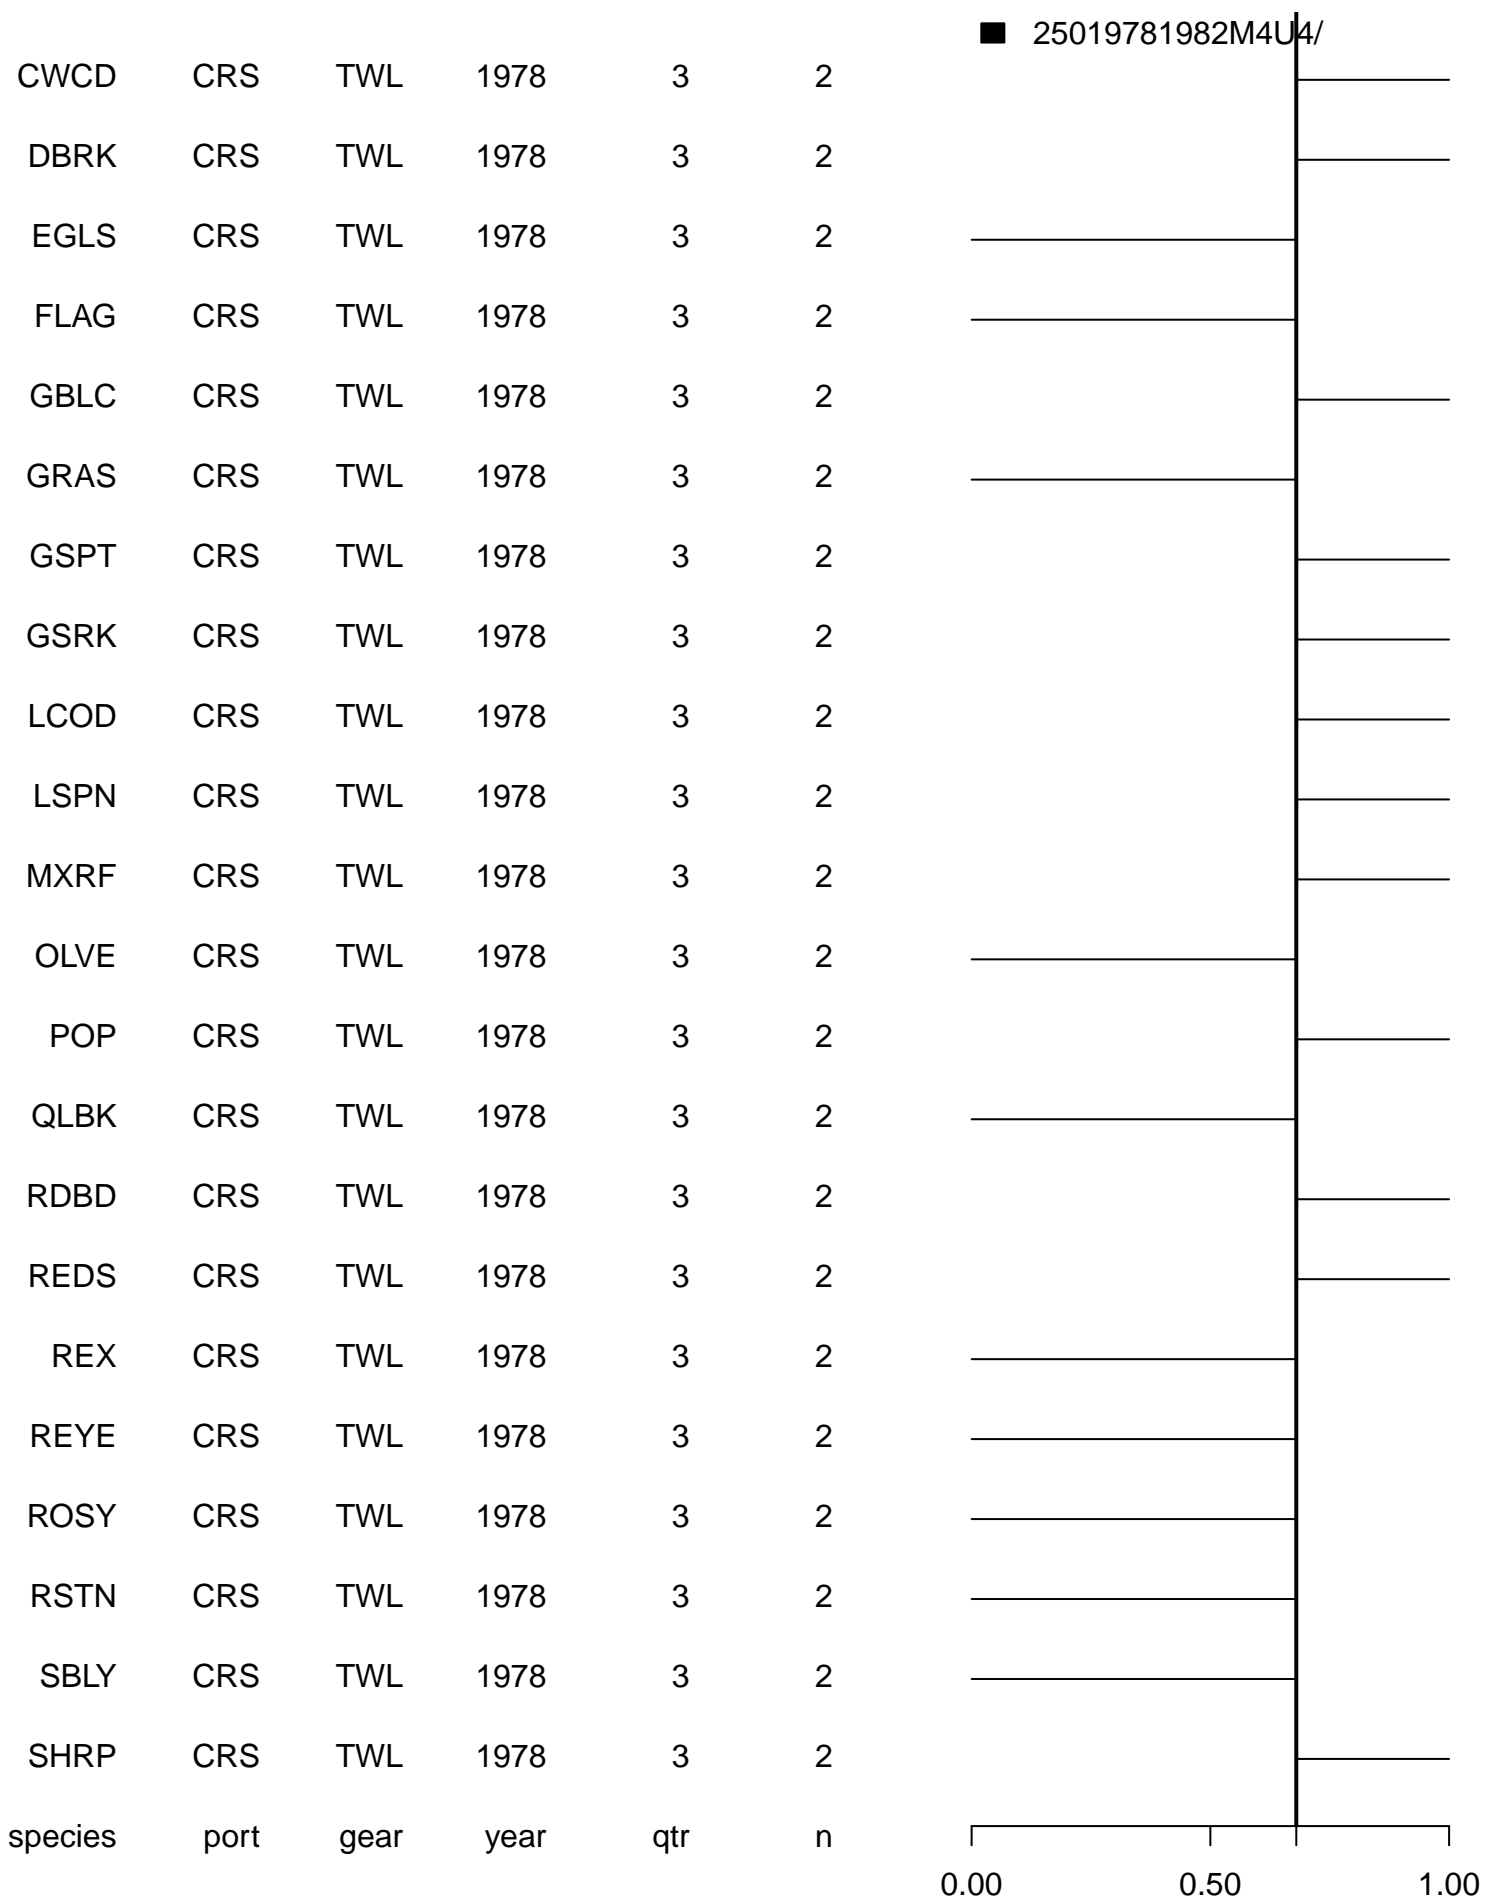 25019781982M4U4/
CWCD CRS TWL 1978 3 2
DBRK CRS TWL 1978 3 2
EGLS CRS TWL 1978 3 2
FLAG CRS TWL 1978 3 2
GBLC CRS TWL 1978 3 2
GRAS CRS TWL 1978 3 2
GSPT CRS TWL 1978 3 2
GSRK CRS TWL 1978 3 2
LCOD CRS TWL 1978 3 2
LSPN CRS TWL 1978 3 2
MXRF CRS TWL 1978 3 2
OLVE CRS TWL 1978 3 2
POP CRS TWL 1978 3 2
QLBK CRS TWL 1978 3 2
RDBD CRS TWL 1978 3 2
REDS CRS TWL 1978 3 2
REX CRS TWL 1978 3 2
REYE CRS TWL 1978 3 2
ROSY CRS TWL 1978 3 2
RSTN CRS TWL 1978 3 2
SBLY CRS TWL 1978 3 2
SHRP CRS TWL 1978 3 2
species port gear year qtr n
0.00 0.50 1.00